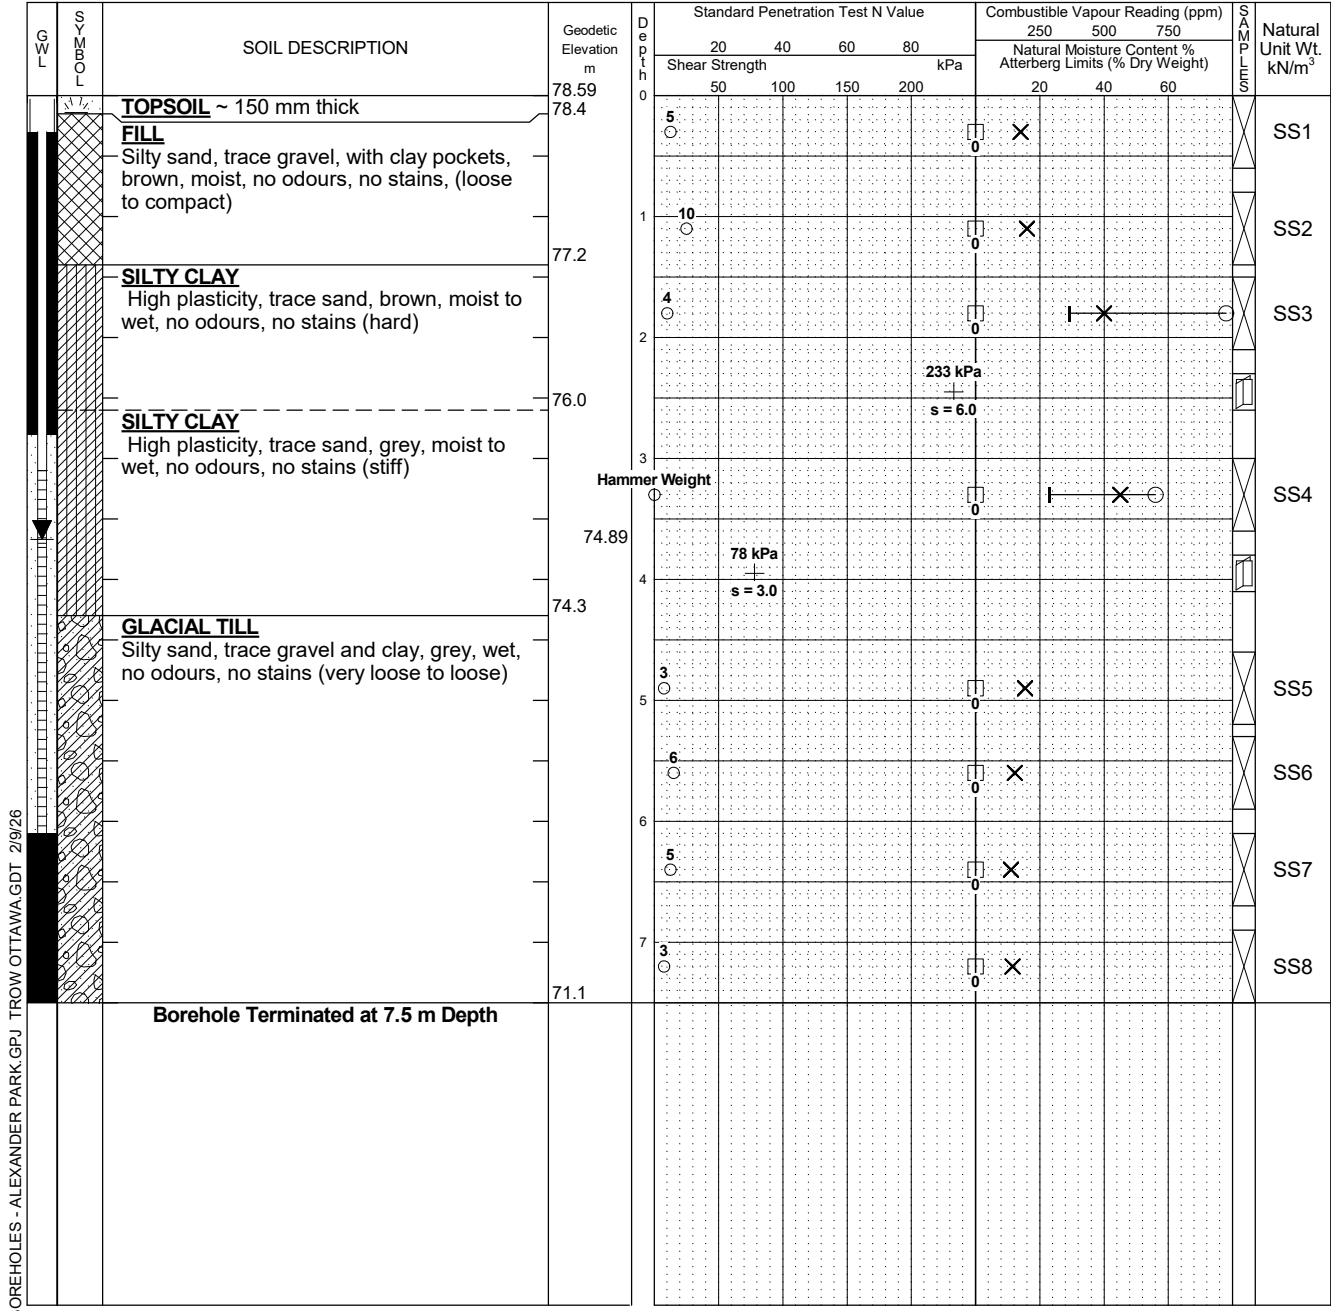 GWL
SYMBOL
SOIL DESCRIPTION
Geodetic
Elevation
m
78.59
Depth
Standard Penetration Test N Value
20 40 60 80
Shear Strength kPa
50 100 150 200
Combustible Vapour Reading (ppm)
250 500 750
Natural Moisture Content %
Atterberg Limits (% Dry Weight)
20 40 60
SAMPLES
Natural
Unit Wt.
kN/m3
0
TOPSOIL ~ 150 mm thick
78.4
FILL
Silty sand, trace gravel, with clay pockets,
brown, moist, no odours, no stains, (loose
to compact)
5
0
SS1
1
10
0
SS2
77.2
SILTY CLAY
High plasticity, trace sand, brown, moist to
wet, no odours, no stains (hard)
4
0
SS3
2
233 kPa
s = 6.0
76.0
SILTY CLAY
High plasticity, trace sand, grey, moist to
wet, no odours, no stains (stiff)
3
Hammer Weight
0
SS4
74.89
78 kPa
s = 3.0
4
74.3
GLACIAL TILL
Silty sand, trace gravel and clay, grey, wet,
no odours, no stains (very loose to loose)
3
0
SS5
5
6
0
SS6
6
5
0
SS7
7
3
0
SS8
71.1
Borehole Terminated at 7.5 m Depth
OREHOLES - ALEXANDER PARK.GPJ TROW OTTAWA.GDT 2/9/26